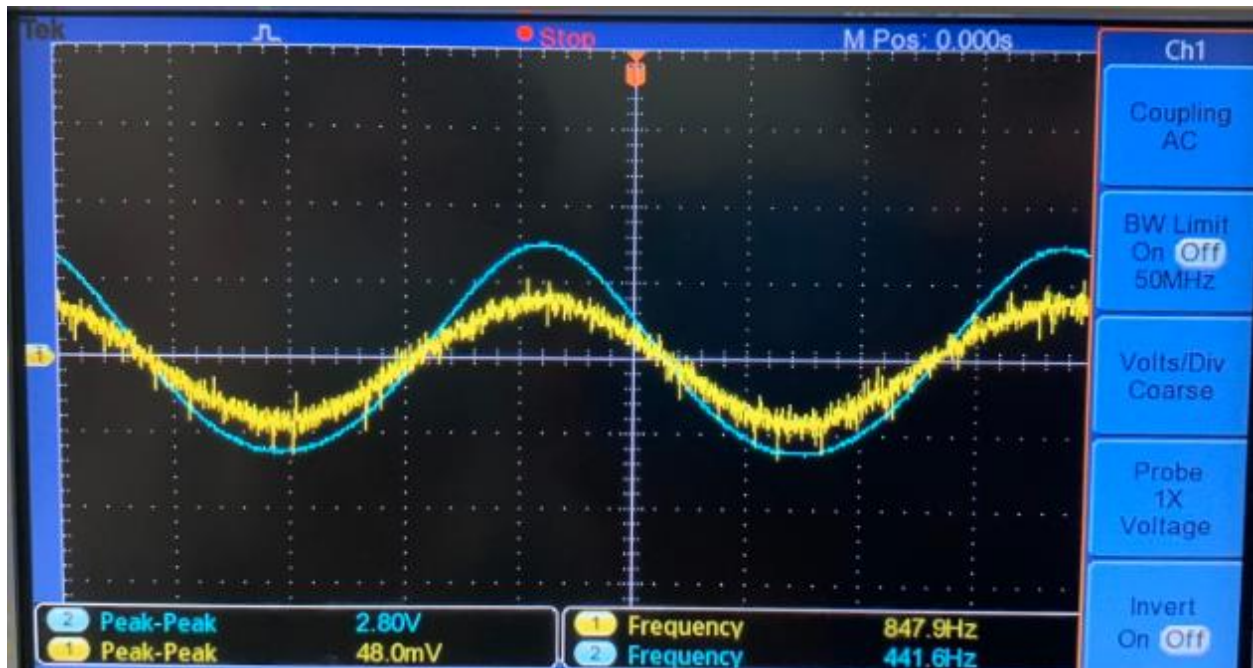 Tek
Stop
M Pos: 0.000s
Ch1
Coupling
AC
BW Limit
On Off
50MHz
Volts/Div
Coarse
Probe
1X
Voltage
Invert
On Off
1
2 Peak-Peak 2.80V
1 Peak-Peak 48.0mV
1 Frequency 847.9Hz
2 Frequency 441.6Hz